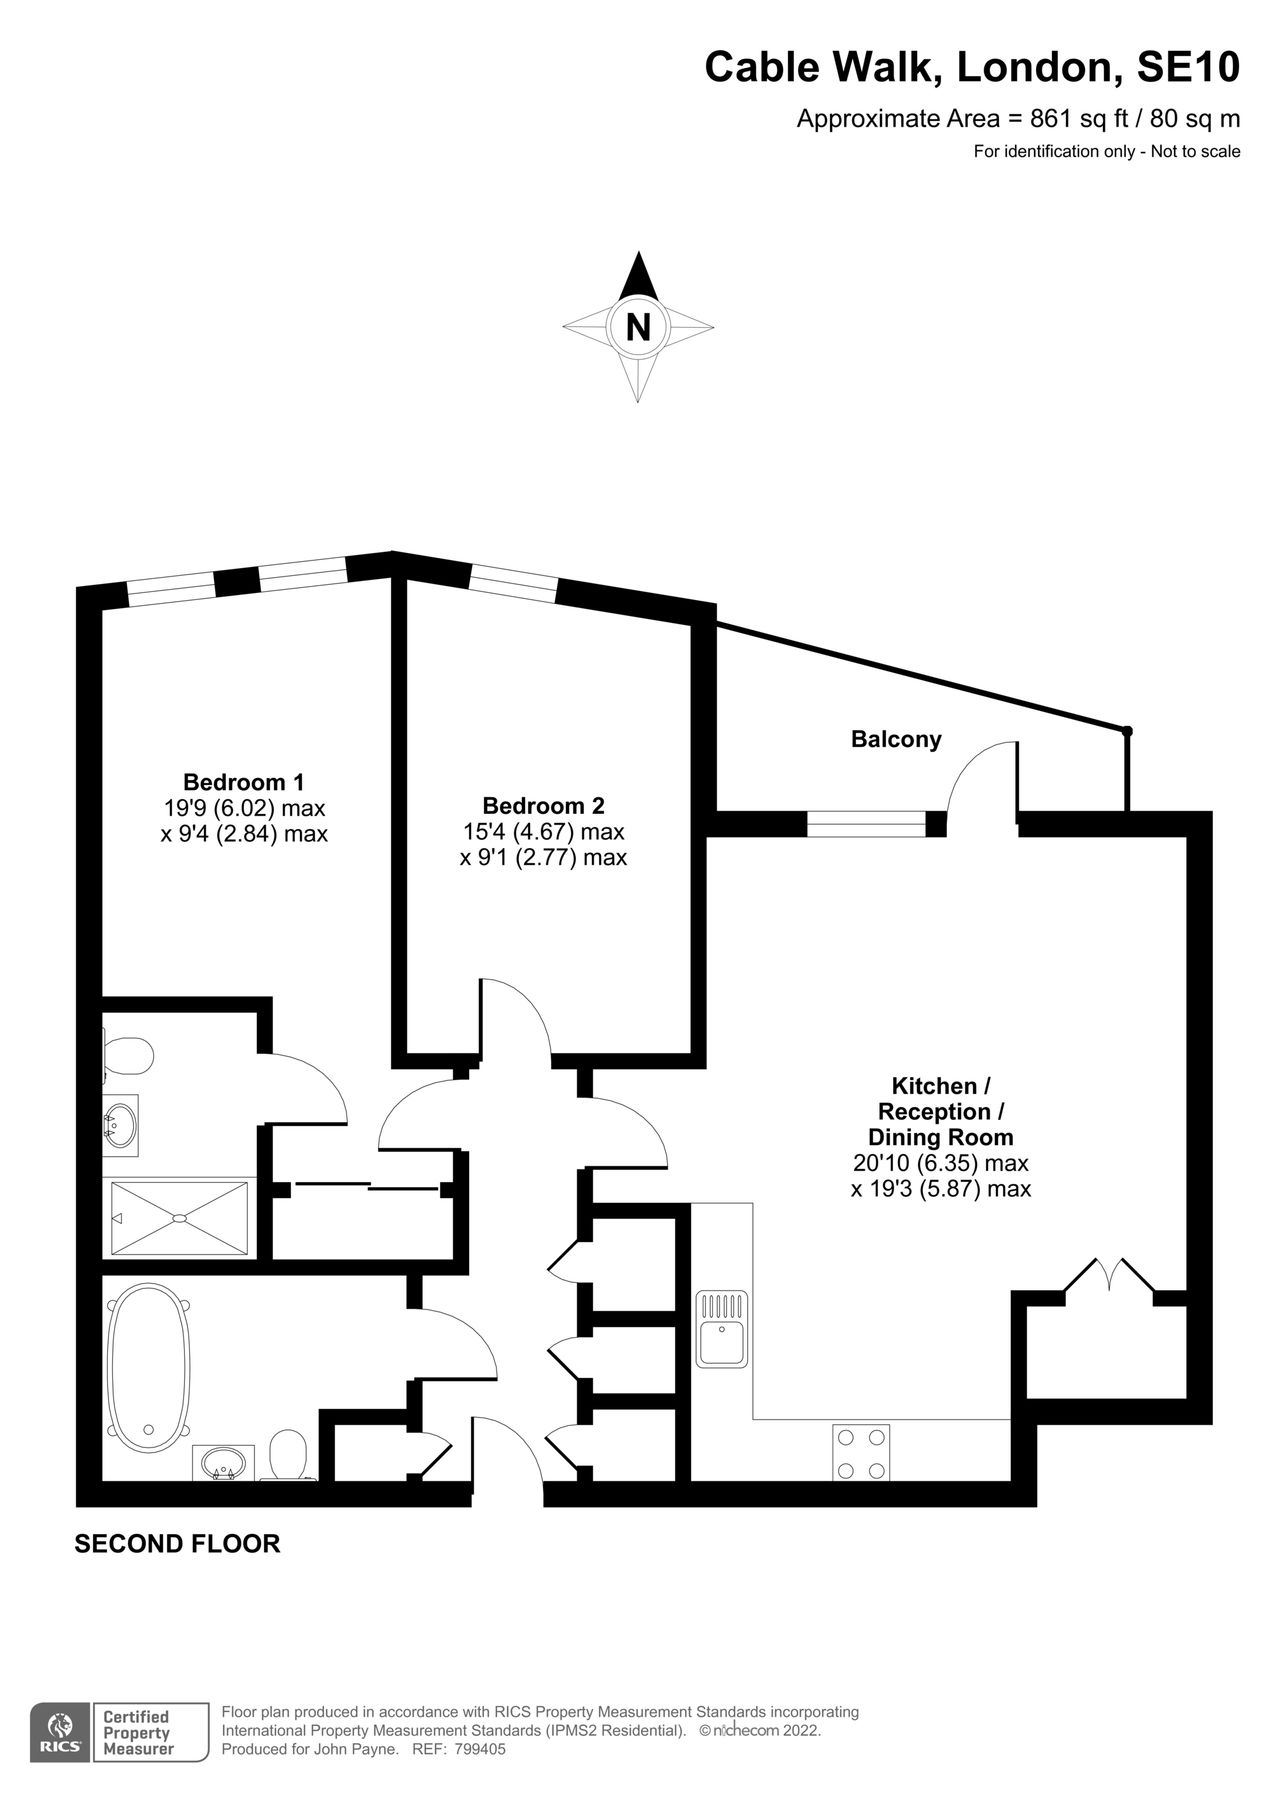 Cable Walk, London, SE10
Approximate Area = 861 sq ft / 80 sq m
For identification only - Not to scale
N
Balcony
Bedroom 1
19'9 (6.02) max
x 9'4 (2.84) max
Bedroom 2
15'4 (4.67) max
x 9'1 (2.77) max
Kitchen /
Reception /
Dining Room
20'10 (6.35) max
x 19'3 (5.87) max
SECOND FLOOR
RICS
Certified
Property
Measurer
Floor plan produced in accordance with RICS Property Measurement Standards incorporating
International Property Measurement Standards (IPMS2 Residential). © nichecom 2022.
Produced for John Payne. REF: 799405